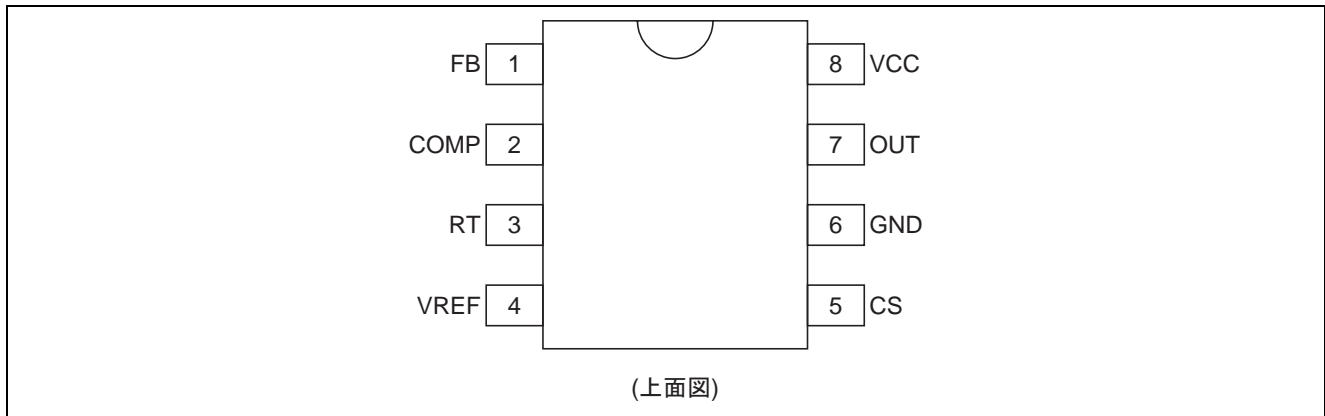 FB 1 8 VCC
COMP 2 7 OUT
RT 3 6 GND
VREF 4 5 CS
(上面図)